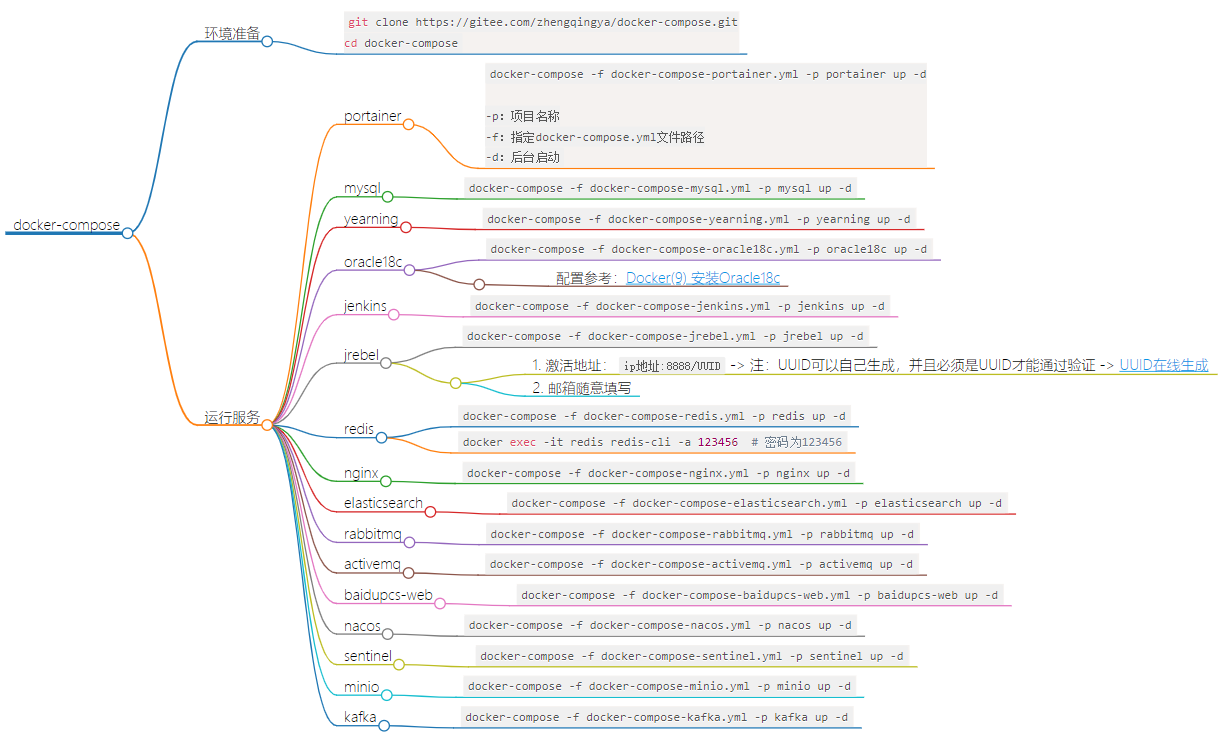 docker-compose
环境准备
git clone https://gitee.com/zhengqingya/docker-compose.git
cd docker-compose
运行服务
portainer
docker-compose -f docker-compose-portainer.yml -p portainer up -d
-p: 项目名称
-f: 指定docker-compose.yml文件路径
-d: 后台启动
mysql
docker-compose -f docker-compose-mysql.yml -p mysql up -d
yearning
docker-compose -f docker-compose-yearning.yml -p yearning up -d
oracle18c
docker-compose -f docker-compose-oracle18c.yml -p oracle18c up -d
配置参考：Docker(9) 安装Oracle18c
jenkins
docker-compose -f docker-compose-jenkins.yml -p jenkins up -d
jrebel
docker-compose -f docker-compose-jrebel.yml -p jrebel up -d
1. 激活地址： ip地址:8888/UUID -> 注：UUID可以自己生成，并且必须是UUID才能通过验证 -> UUID在线生成
2. 邮箱随意填写
redis
docker-compose -f docker-compose-redis.yml -p redis up -d
docker exec -it redis redis-cli -a 123456 # 密码为123456
nginx
docker-compose -f docker-compose-nginx.yml -p nginx up -d
elasticsearch
docker-compose -f docker-compose-elasticsearch.yml -p elasticsearch up -d
rabbitmq
docker-compose -f docker-compose-rabbitmq.yml -p rabbitmq up -d
activemq
docker-compose -f docker-compose-activemq.yml -p activemq up -d
baidupcs-web
docker-compose -f docker-compose-baidupcs-web.yml -p baidupcs-web up -d
nacos
docker-compose -f docker-compose-nacos.yml -p nacos up -d
sentinel
docker-compose -f docker-compose-sentinel.yml -p sentinel up -d
minio
docker-compose -f docker-compose-minio.yml -p minio up -d
kafka
docker-compose -f docker-compose-kafka.yml -p kafka up -d